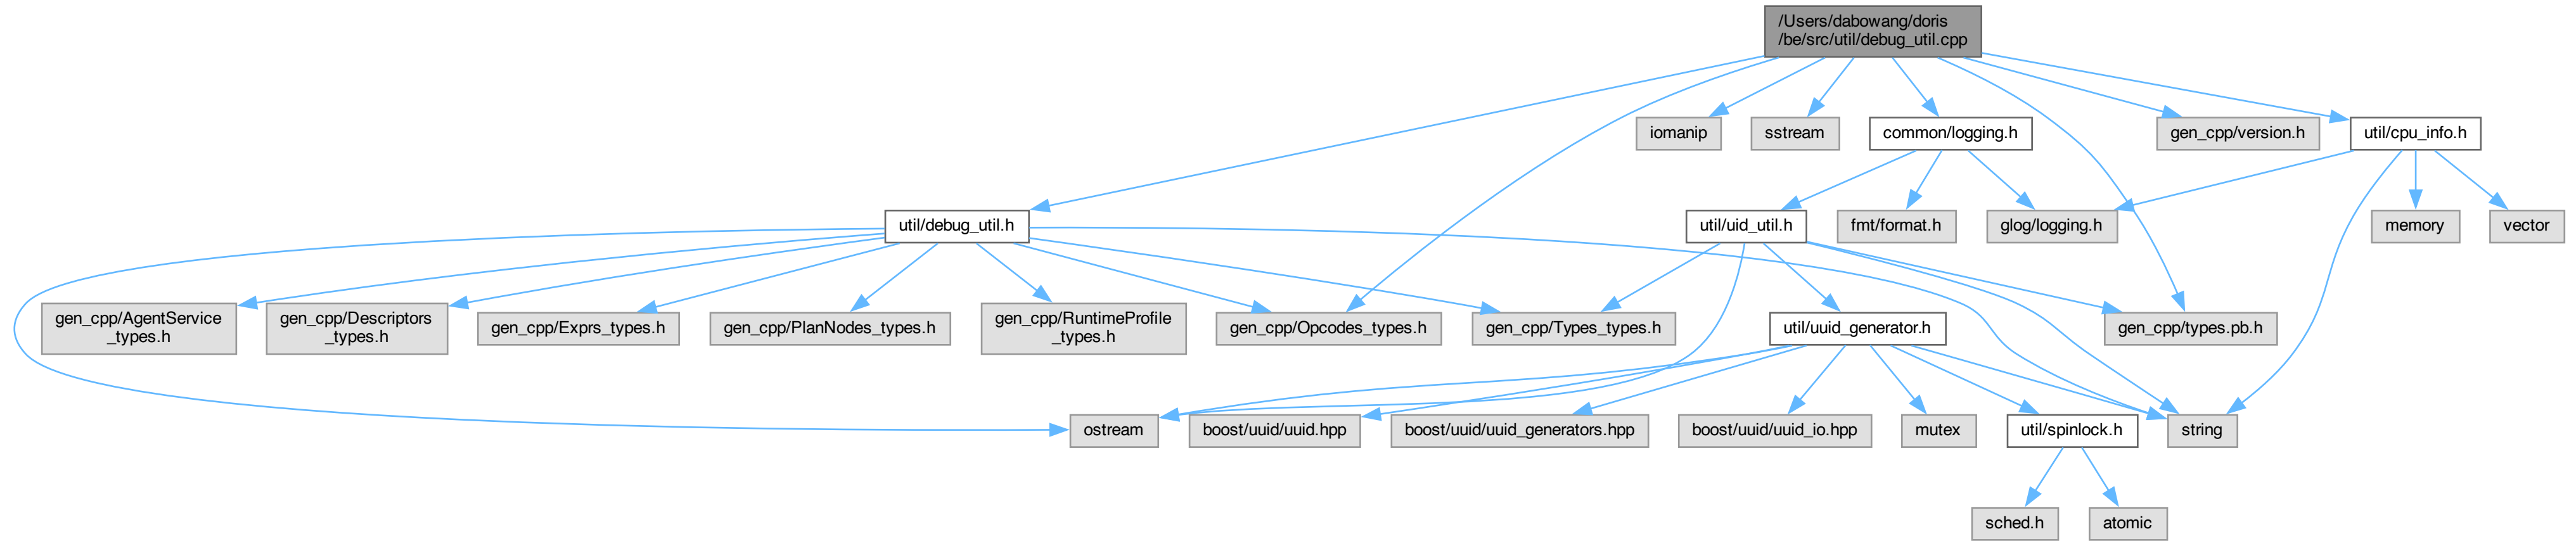 /Users/dabowang/doris
/be/src/util/debug_util.cpp
iomanip
sstream
common/logging.h
gen_cpp/version.h
util/cpu_info.h
util/debug_util.h
util/uid_util.h
fmt/format.h
glog/logging.h
memory
vector
gen_cpp/AgentService
_types.h
gen_cpp/Descriptors
_types.h
gen_cpp/Exprs_types.h
gen_cpp/PlanNodes_types.h
gen_cpp/RuntimeProfile
_types.h
gen_cpp/Opcodes_types.h
gen_cpp/Types_types.h
util/uuid_generator.h
gen_cpp/types.pb.h
ostream
boost/uuid/uuid.hpp
boost/uuid/uuid_generators.hpp
boost/uuid/uuid_io.hpp
mutex
util/spinlock.h
string
sched.h
atomic